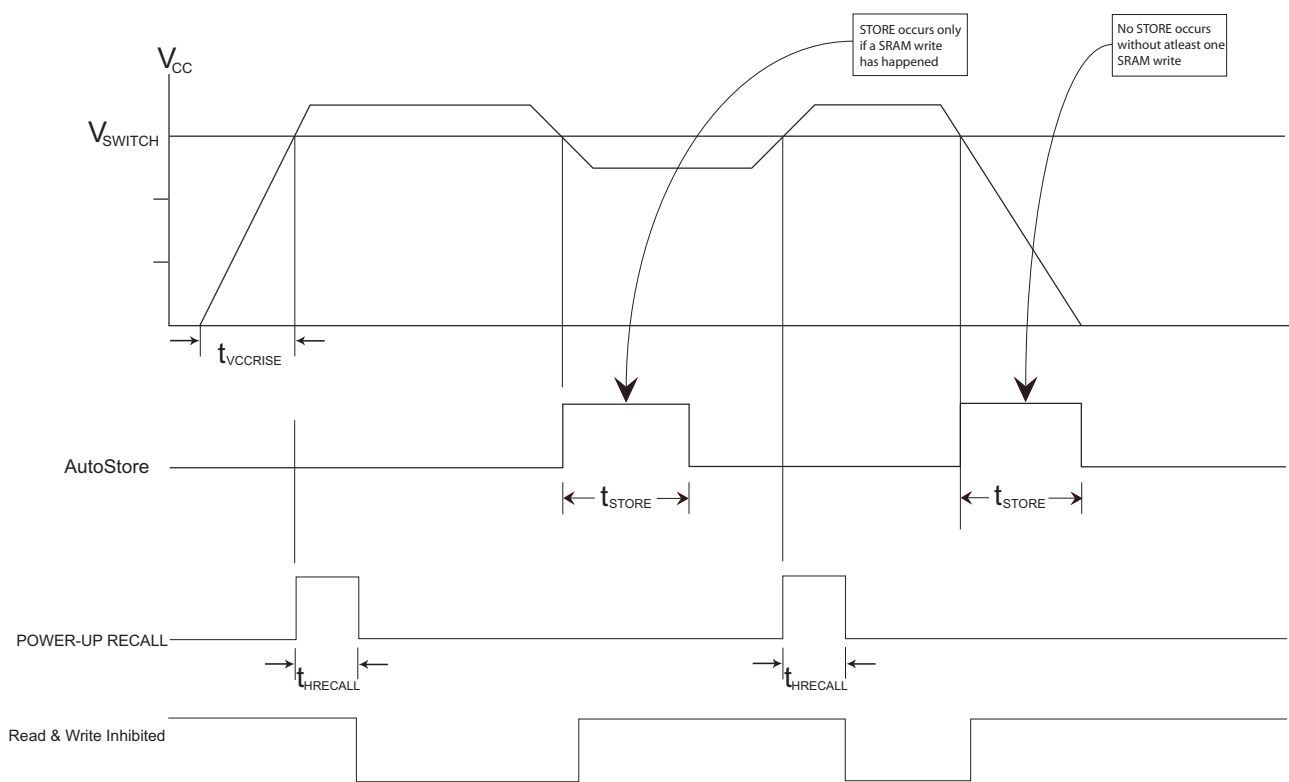 STORE occurs only
if a SRAM write
has happened
No STORE occurs
without atleast one
SRAM write
VCC
VSWITCH
tVCCRISE
AutoStore
tSTORE
tSTORE
POWER-UP RECALL
tHRECALL
tHRECALL
Read & Write Inhibited